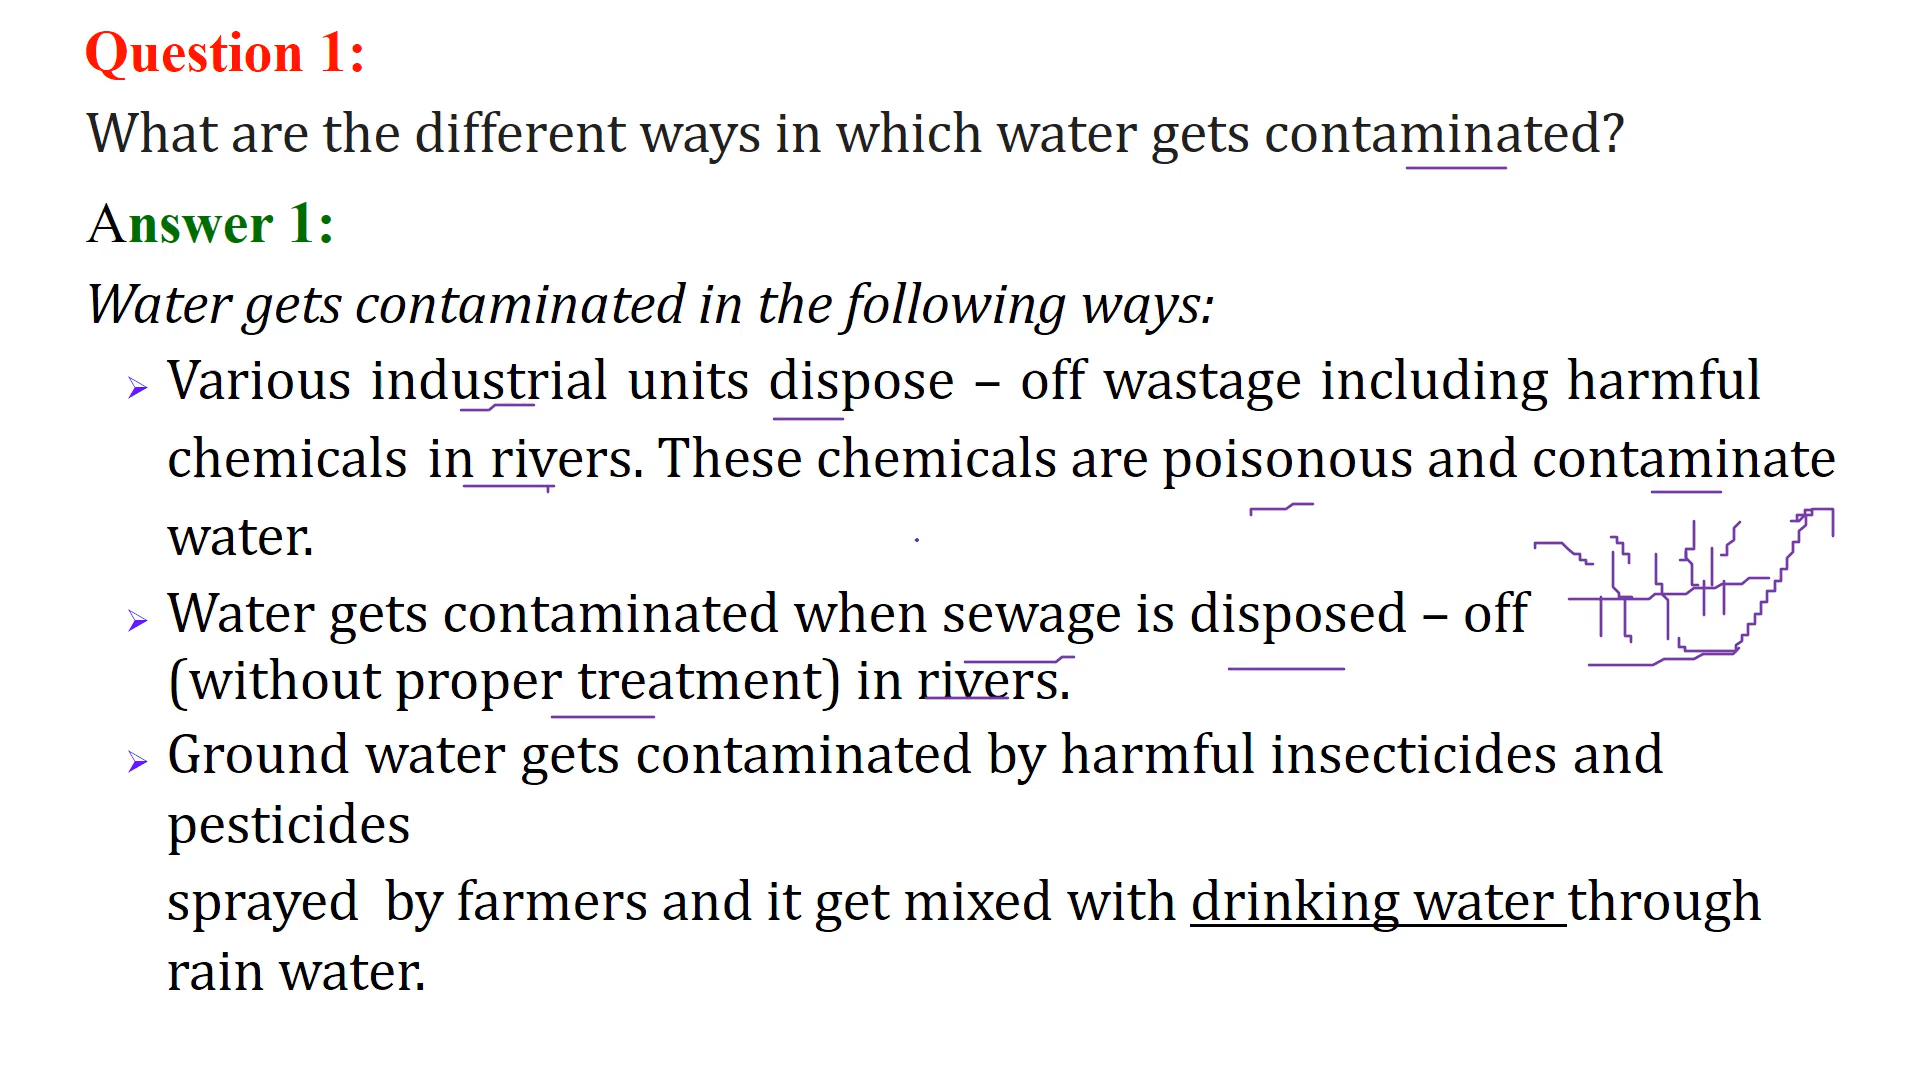 Question 1:
What are the different ways in which water gets contaminated?
Answer 1:
Water gets contaminated in the following ways:
Various industrial units dispose – off wastage including harmful
chemicals in rivers. These chemicals are poisonous and contaminate
water.
Water gets contaminated when sewage is disposed – off
(without proper treatment) in rivers.
Ground water gets contaminated by harmful insecticides and
pesticides
sprayed by farmers and it get mixed with drinking water through
rain water.